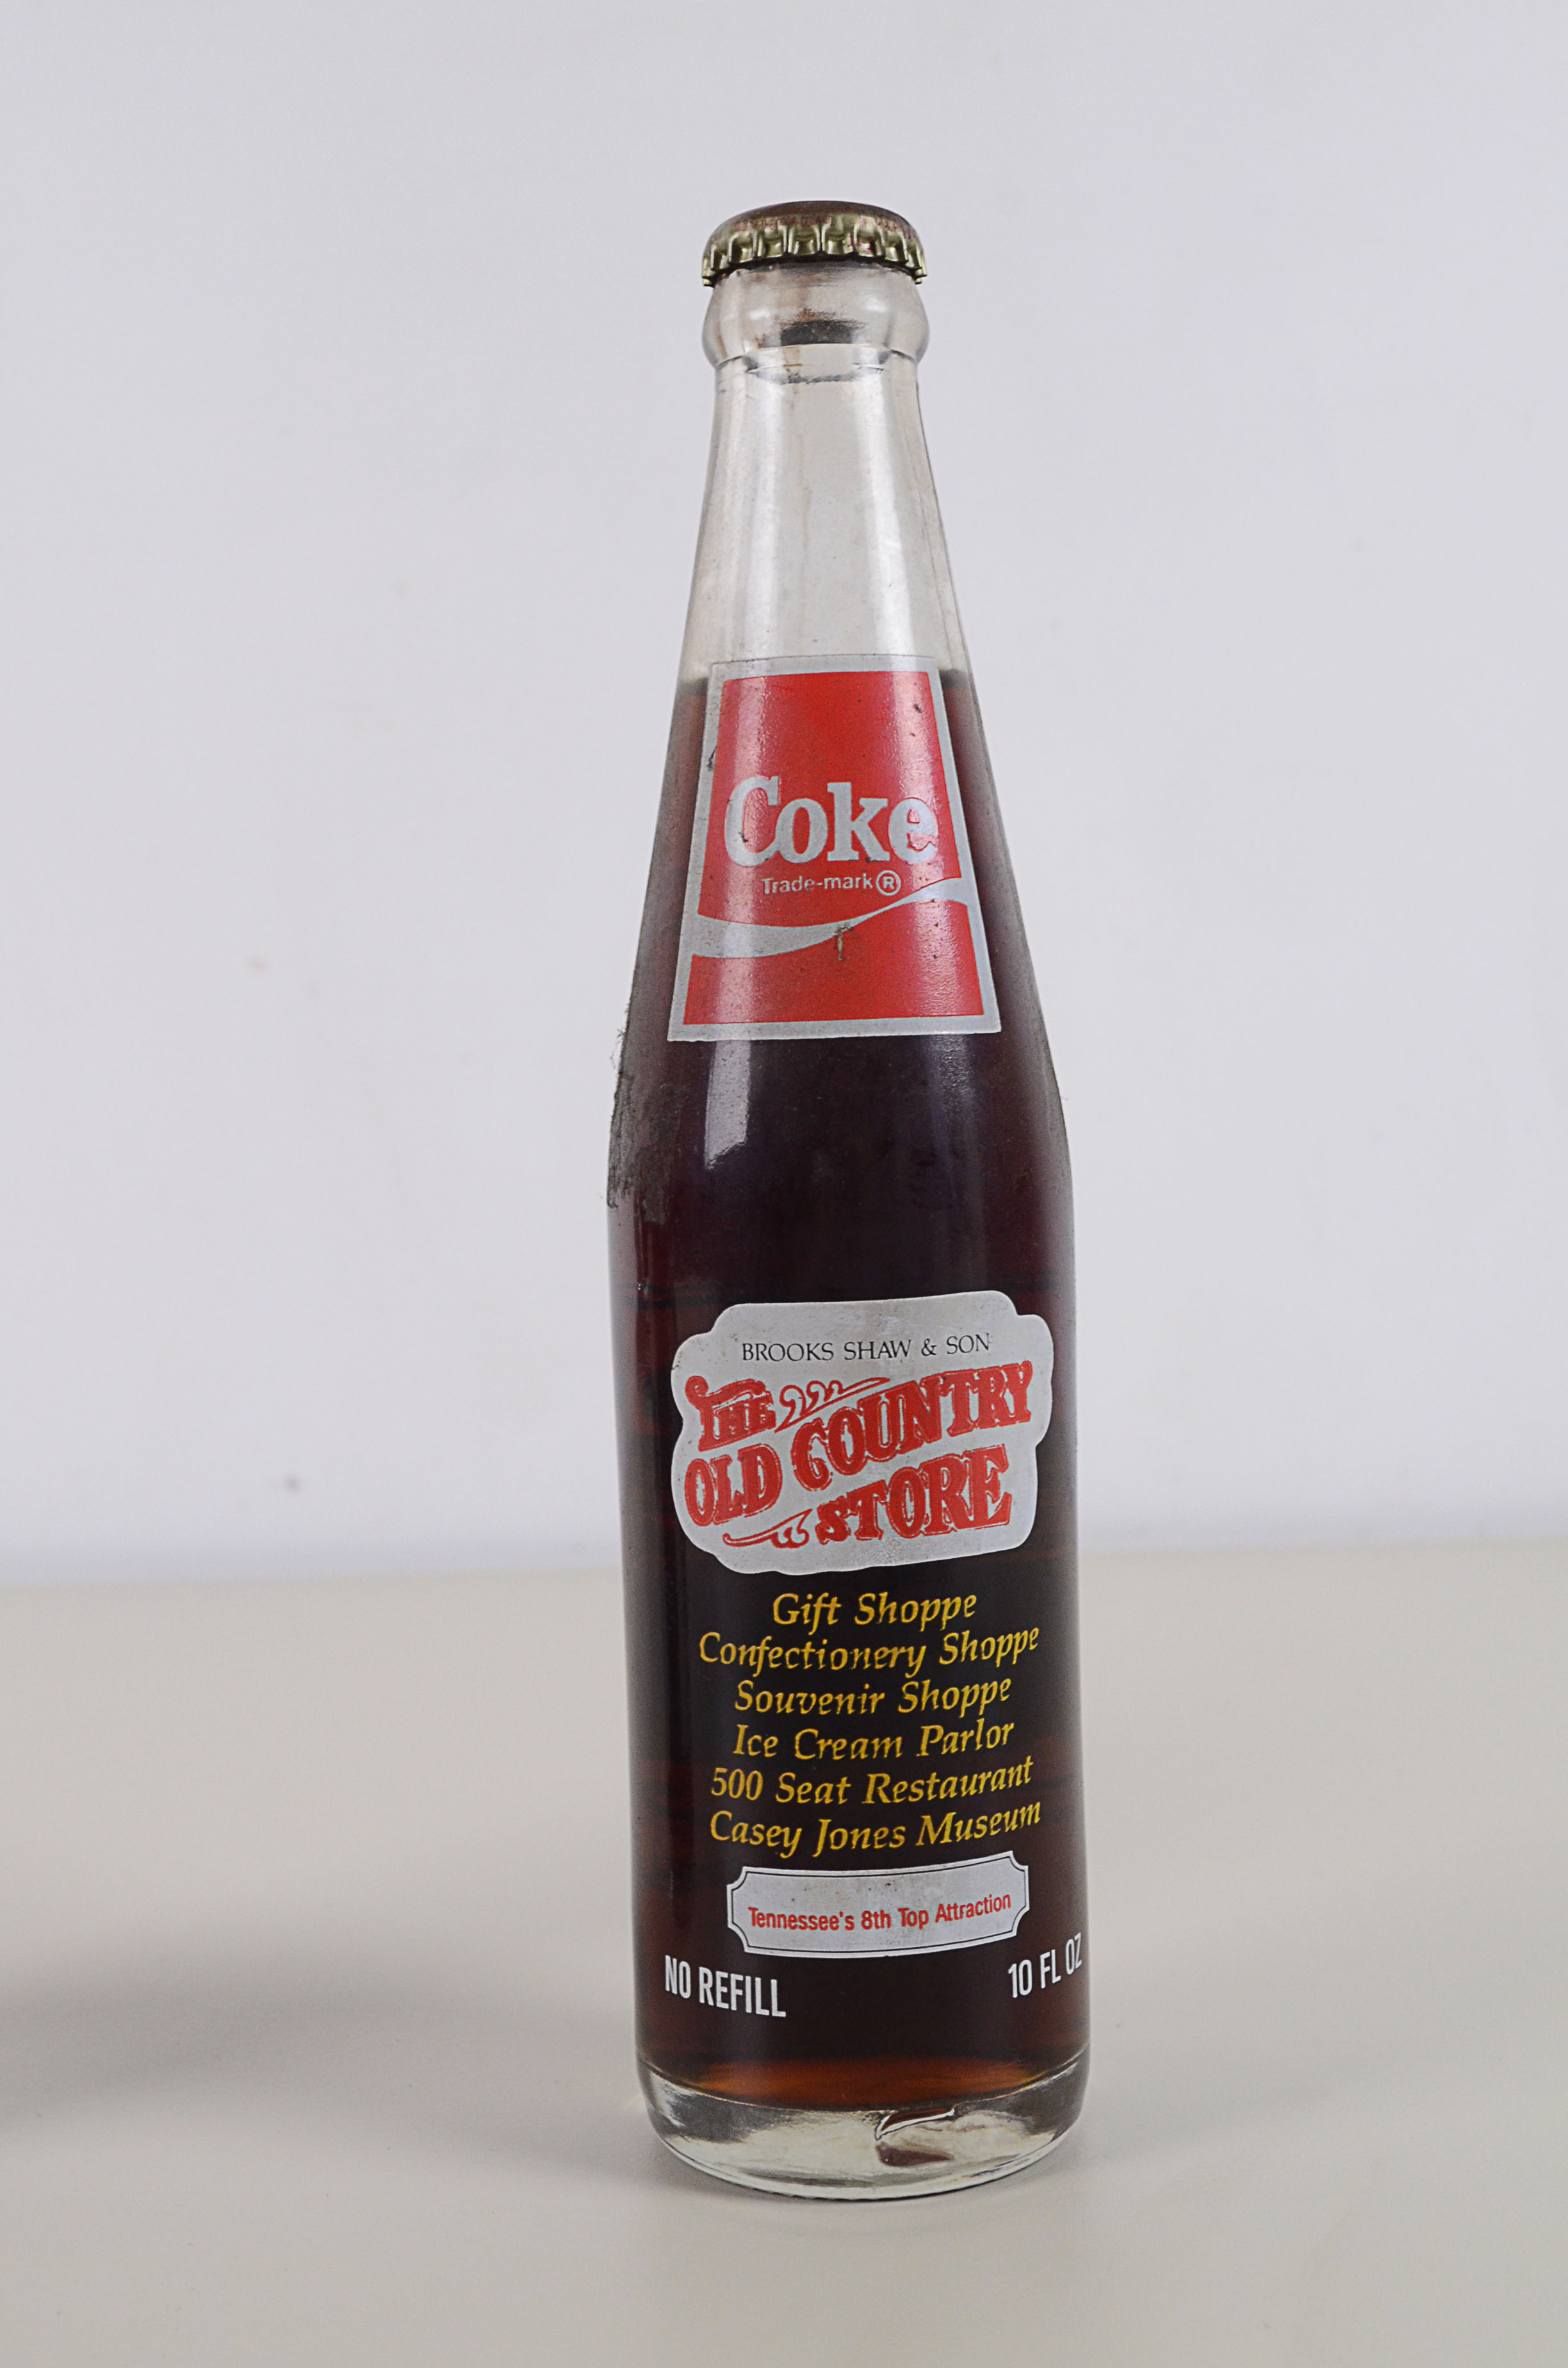 Coke
Trade-mark®
BROOKS SHAW & SON
THE
OLD COUNTRY
STORE
Gift Shoppe
Confectionery Shoppe
Souvenir Shoppe
Ice Cream Parlor
500 Seat Restaurant
Casey Jones Museum
Tennessee's 8th Top Attraction
NO REFILL
10 FL OZ